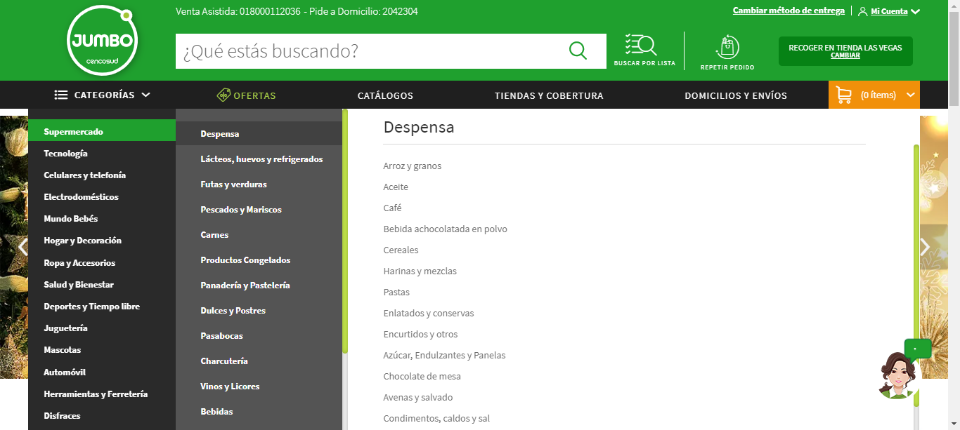 Venta Asistida: 018000112036 - Pide a Domicilio: 2042304
Cambiar método de entrega
Mi Cuenta
JUMBO
cencosud
¿Qué estás buscando?
BUSCAR POR LISTA
REPETIR PEDIDO
RECOGER EN TIENDA LAS VEGAS
CAMBIAR
CATEGORÍAS
OFERTAS
CATÁLOGOS
TIENDAS Y COBERTURA
DOMICILIOS Y ENVÍOS
(0 ítems)
Supermercado
Tecnología
Celulares y telefonía
Electrodomésticos
Mundo Bebés
Hogar y Decoración
Ropa y Accesorios
Salud y Bienestar
Deportes y Tiempo libre
Juguetería
Mascotas
Automóvil
Herramientas y Ferretería
Disfraces
Despensa
Lácteos, huevos y refrigerados
Futas y verduras
Pescados y Mariscos
Carnes
Productos Congelados
Panadería y Pastelería
Dulces y Postres
Pasabocas
Charcutería
Vinos y Licores
Bebidas
Despensa
Arroz y granos
Aceite
Café
Bebida achocolatada en polvo
Cereales
Harinas y mezclas
Pastas
Enlatados y conservas
Encurtidos y otros
Azúcar, Endulzantes y Panelas
Chocolate de mesa
Avenas y salvado
Condimentos, caldos y sal